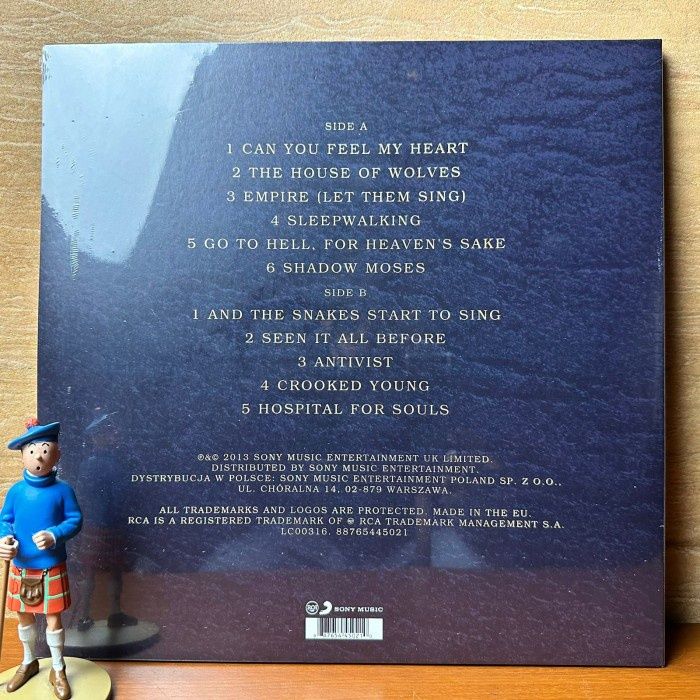 SIDE A
1 CAN YOU FEEL MY HEART
2 THE HOUSE OF WOLVES
3 EMPIRE (LET THEM SING)
4 SLEEPWALKING
5 GO TO HELL, FOR HEAVEN'S SAKE
6 SHADOW MOSES
SIDE B
1 AND THE SNAKES START TO SING
2 SEEN IT ALL BEFORE
3 ANTIVIST
4 CROOKED YOUNG
5 HOSPITAL FOR SOULS
℗&© 2013 SONY MUSIC ENTERTAINMENT UK LIMITED.
DISTRIBUTED BY SONY MUSIC ENTERTAINMENT.
DYSTRYBUCJA W POLSCE: SONY MUSIC ENTERTAINMENT POLAND SP. Z O.O.,
UL. CHÓRALNA 14, 02-879 WARSZAWA.
ALL TRADEMARKS AND LOGOS ARE PROTECTED. MADE IN THE EU.
RCA IS A REGISTERED TRADEMARK OF ® RCA TRADEMARK MANAGEMENT S.A.
LC00316. 88765445021
RCA SONY MUSIC